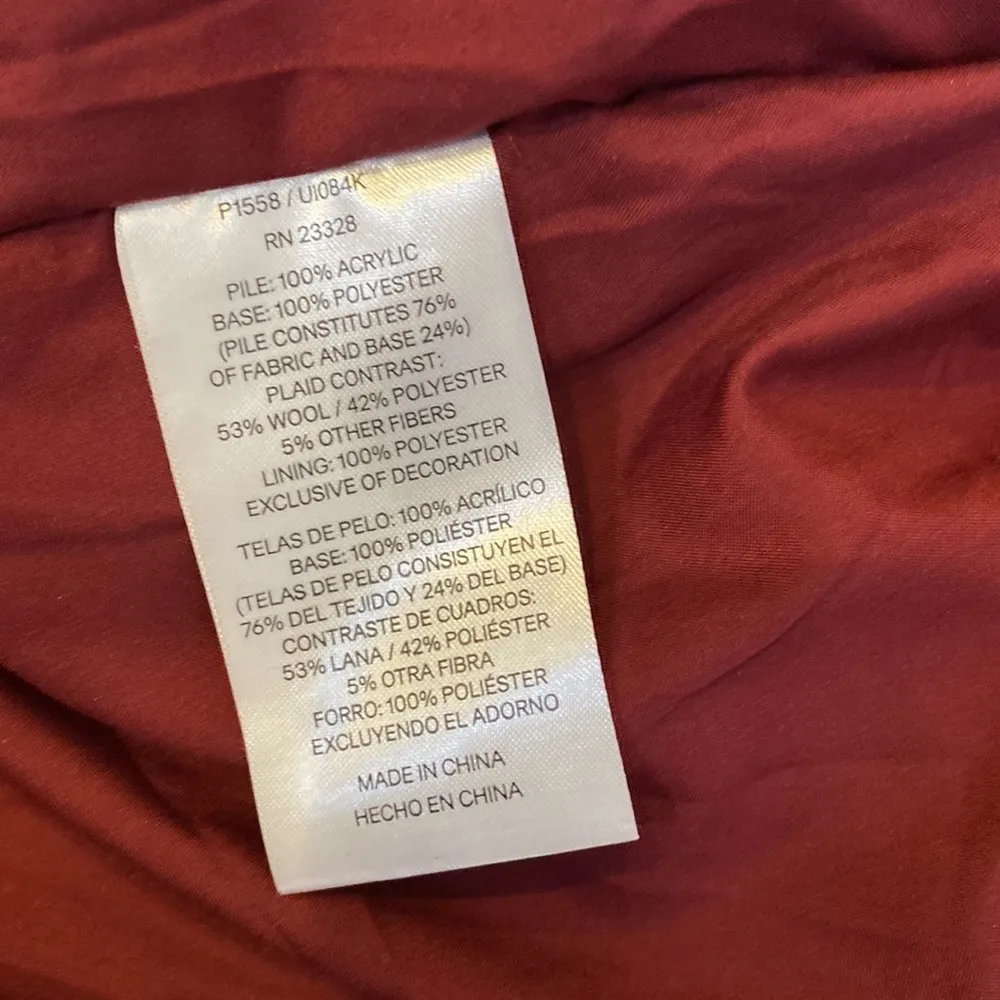 P1558 / UI084K
RN 23328
PILE: 100% ACRYLIC
BASE: 100% POLYESTER
(PILE CONSTITUTES 76%
OF FABRIC AND BASE 24%)
PLAID CONTRAST:
53% WOOL / 42% POLYESTER
5% OTHER FIBERS
LINING: 100% POLYESTER
EXCLUSIVE OF DECORATION
TELAS DE PELO: 100% ACRÍLICO
BASE: 100% POLIÉSTER
(TELAS DE PELO CONSISTUYEN EL
76% DEL TEJIDO Y 24% DEL BASE)
CONTRASTE DE CUADROS:
53% LANA / 42% POLIÉSTER
5% OTRA FIBRA
FORRO: 100% POLIÉSTER
EXCLUYENDO EL ADORNO
MADE IN CHINA
HECHO EN CHINA